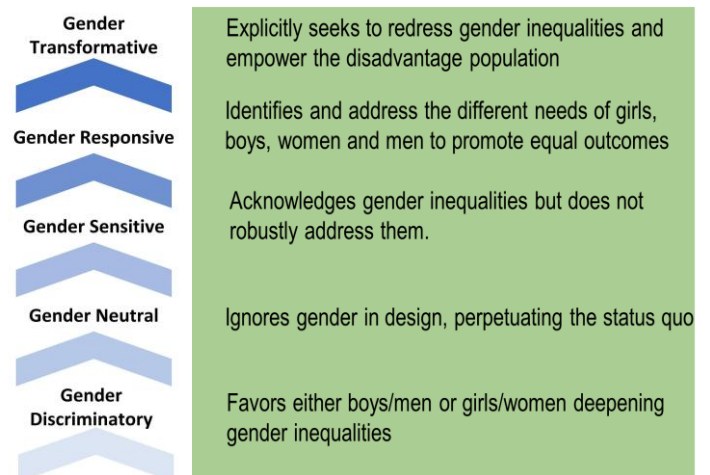 Gender
Transformative
Explicitly seeks to redress gender inequalities and
empower the disadvantage population
Gender Responsive
Identifies and address the different needs of girls,
boys, women and men to promote equal outcomes
Gender Sensitive
Acknowledges gender inequalities but does not
robustly address them.
Gender Neutral
Ignores gender in design, perpetuating the status quo
Gender
Discriminatory
Favors either boys/men or girls/women deepening
gender inequalities